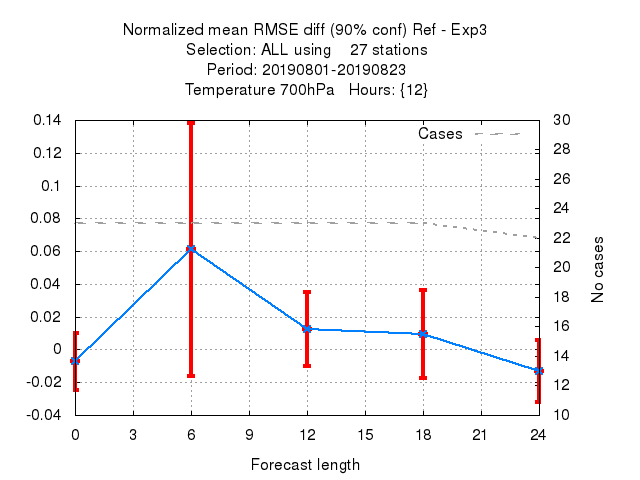 Normalized mean RMSE diff (90% conf) Ref - Exp3
Selection: ALL using    27 stations
Period: 20190801-20190823
Temperature 700hPa   Hours: {12}
Cases
0.14
0.12
0.1
0.08
0.06
0.04
0.02
0
-0.02
-0.04
30
28
26
24
22
20
18
16
14
12
10
No cases
0 3 6 9 12 15 18 21 24
Forecast length